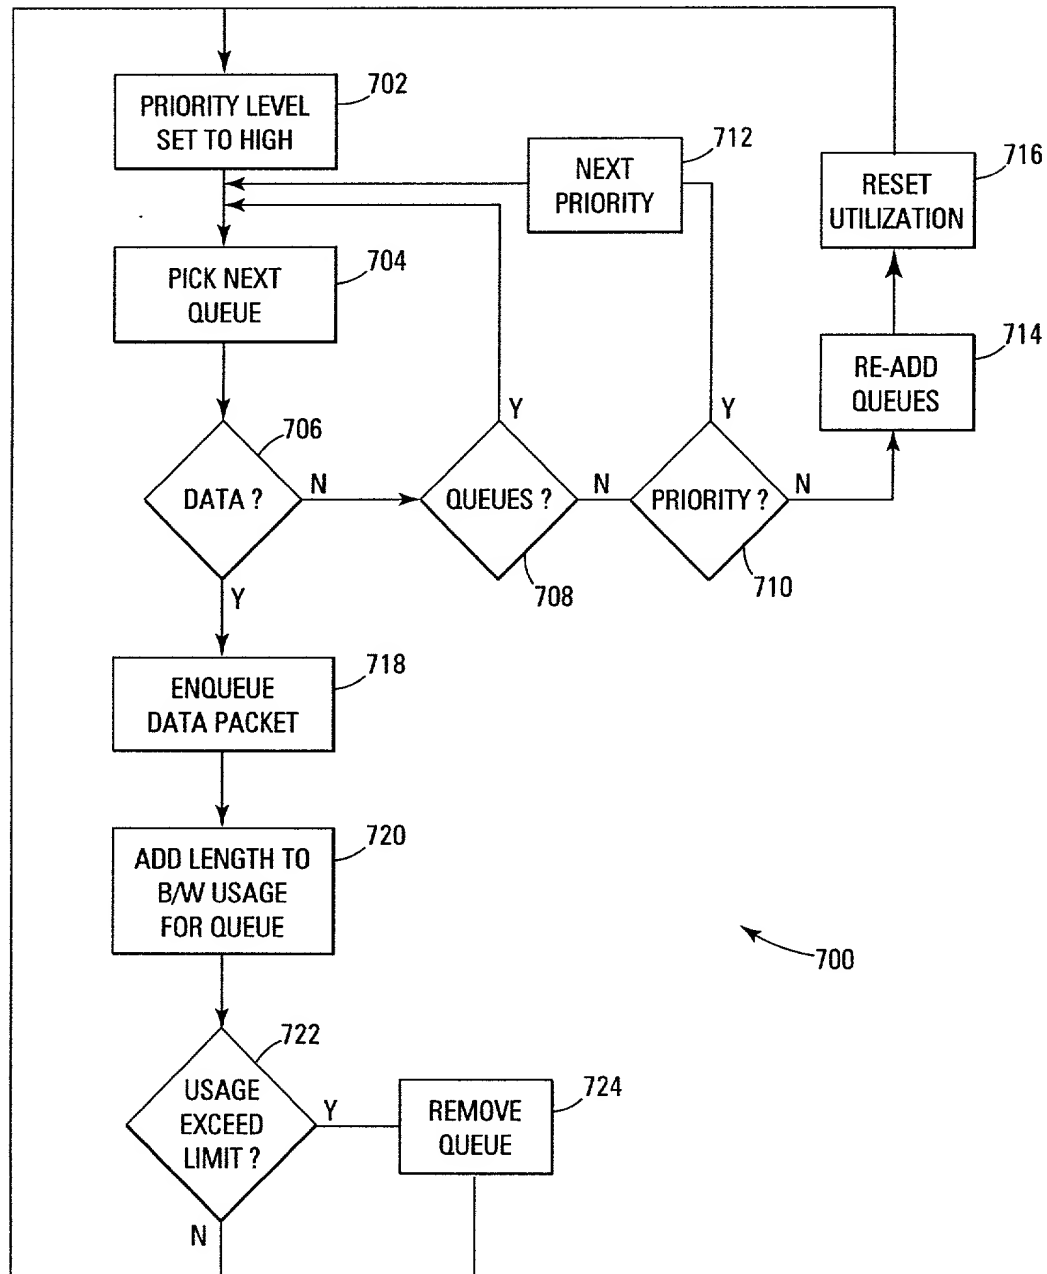 702
PRIORITY LEVEL
SET TO HIGH
712
NEXT
PRIORITY
716
RESET
UTILIZATION
704
PICK NEXT
QUEUE
714
RE-ADD
QUEUES
706
DATA ?
N
Y
QUEUES ?
Y
N
708
PRIORITY ?
Y
N
710
718
ENQUEUE
DATA PACKET
720
ADD LENGTH TO
B/W USAGE
FOR QUEUE
700
722
USAGE
EXCEED
LIMIT ?
Y
N
724
REMOVE
QUEUE